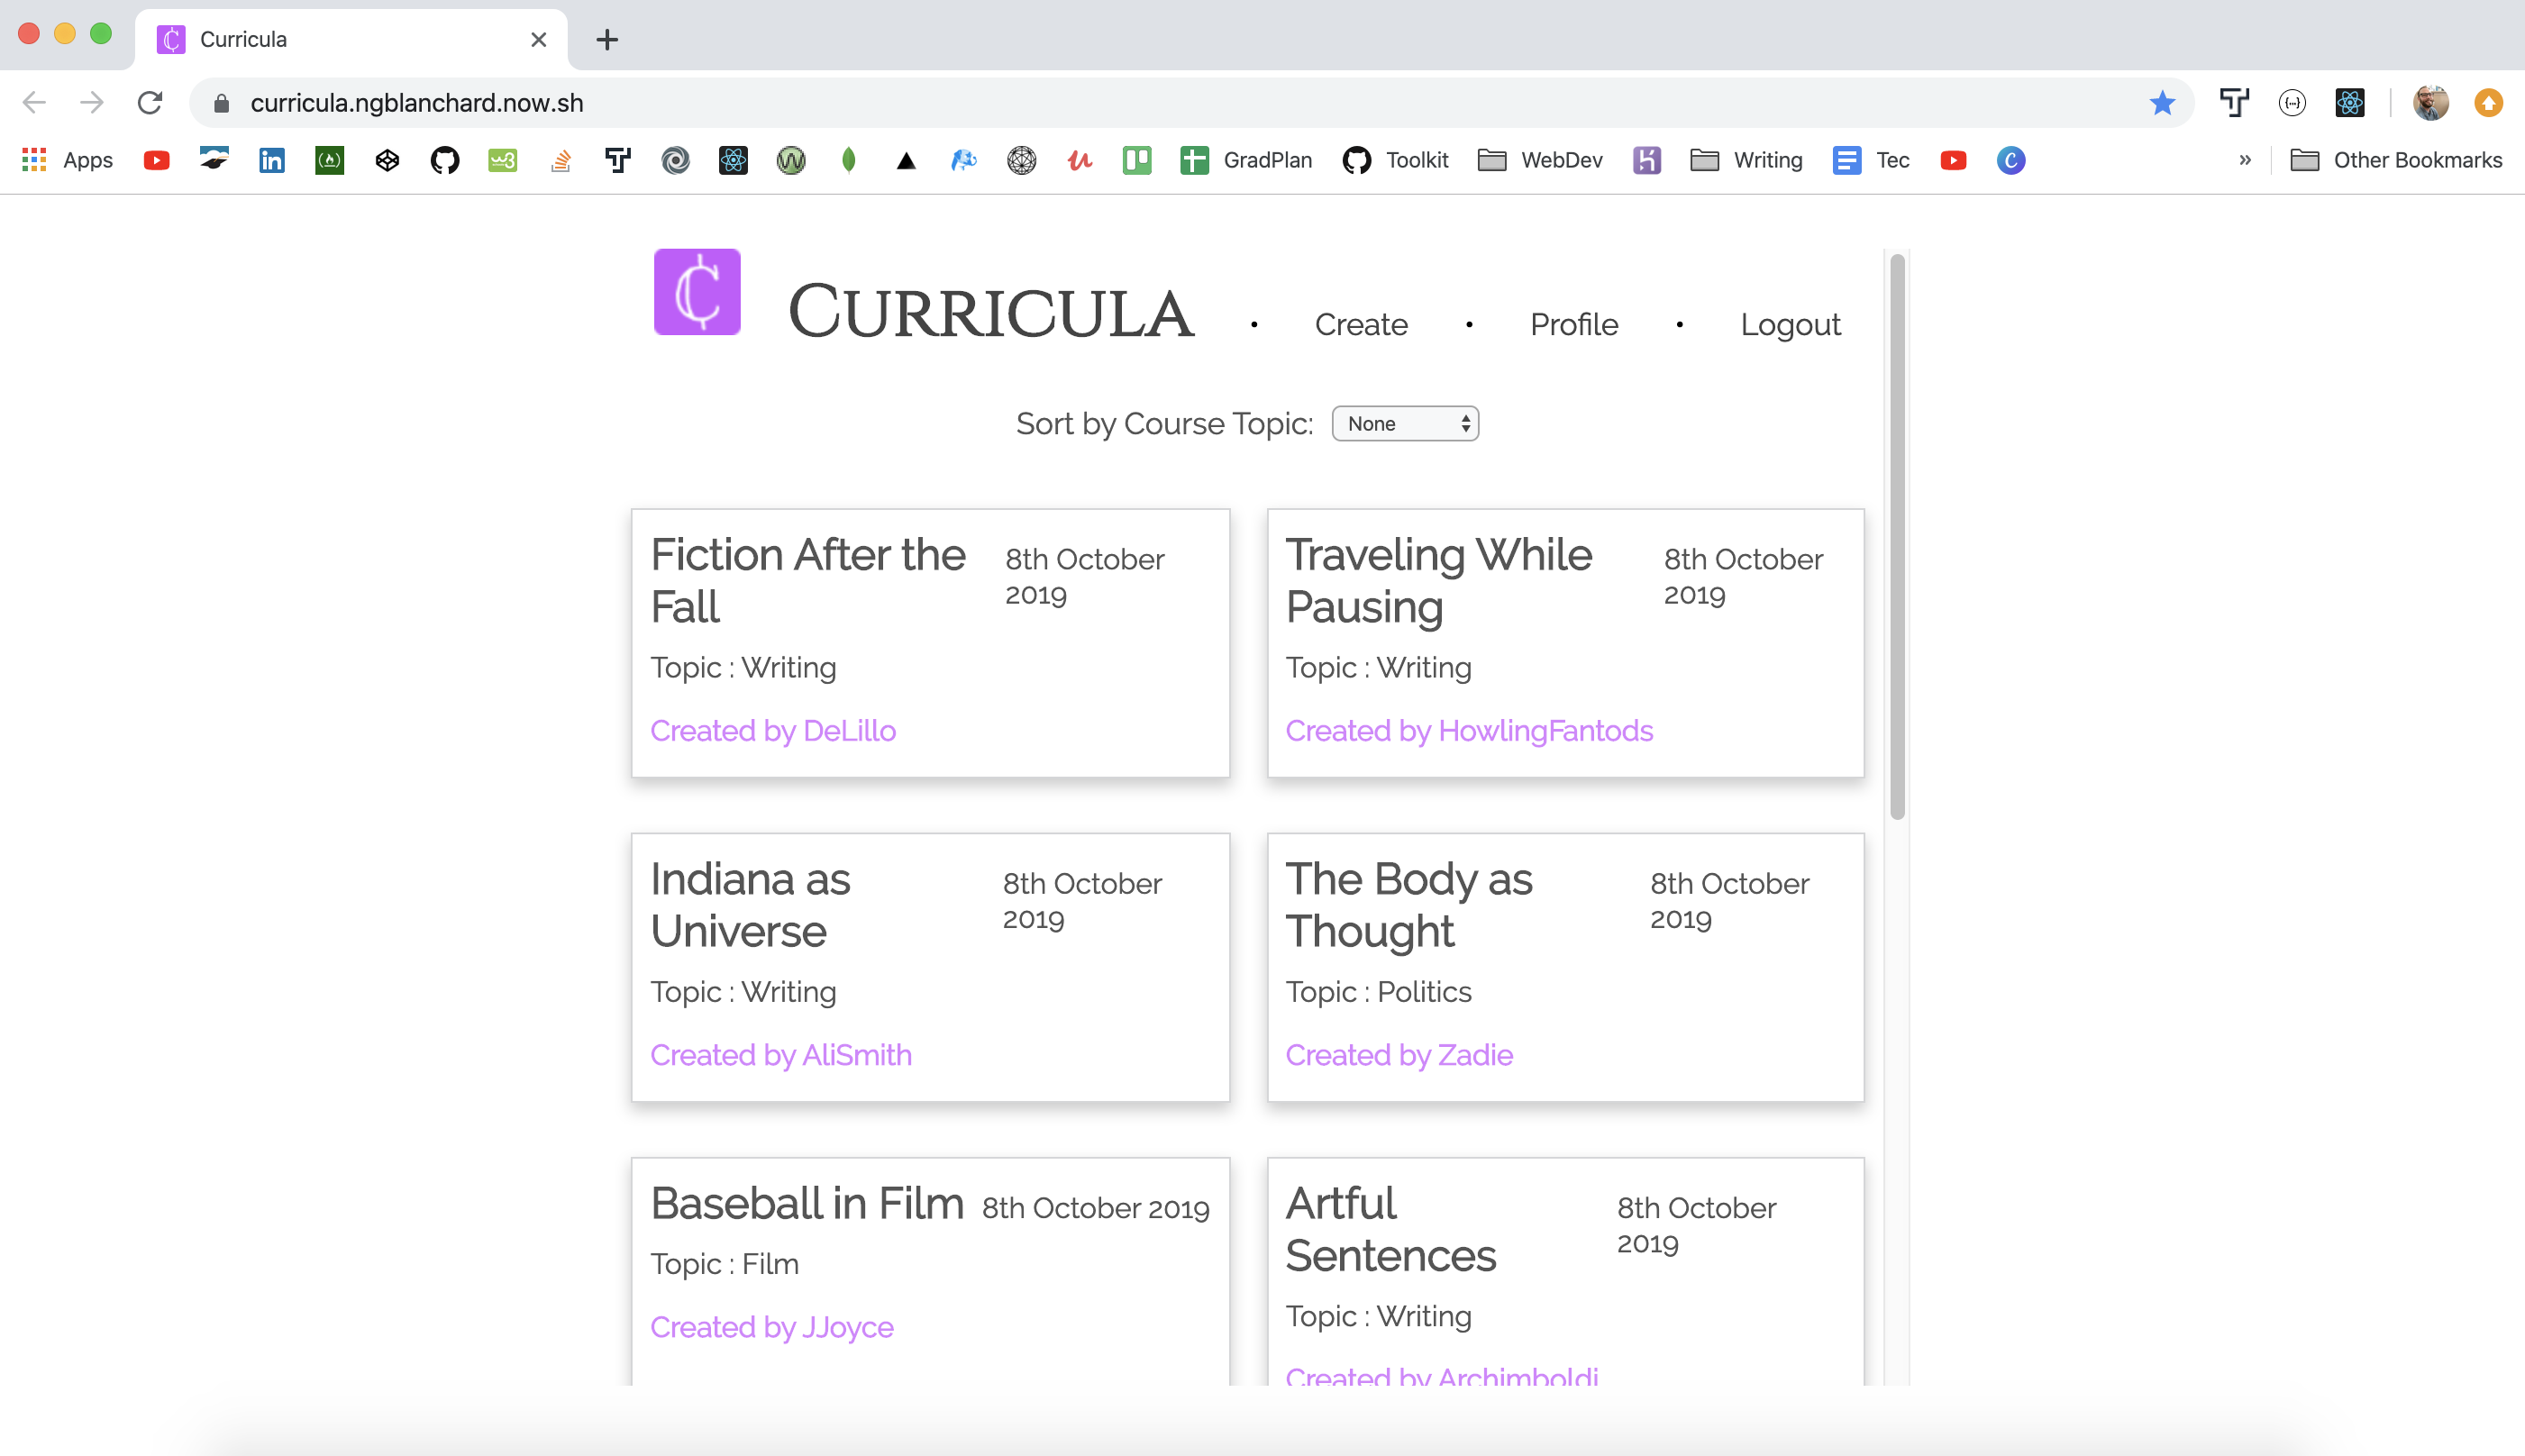 Curricula
curricula.ngblanchard.now.sh
Apps
GradPlan
Toolkit
WebDev
Writing
Tec
»
Other Bookmarks
Curricula • Create • Profile • Logout
Sort by Course Topic: None
Fiction After the
Fall
8th October
2019
Topic : Writing
Created by DeLillo
Traveling While
Pausing
8th October
2019
Topic : Writing
Created by HowlingFantods
Indiana as
Universe
8th October
2019
Topic : Writing
Created by AliSmith
The Body as
Thought
8th October
2019
Topic : Politics
Created by Zadie
Baseball in Film 8th October 2019
Topic : Film
Created by JJoyce
Artful
Sentences
8th October
2019
Topic : Writing
Created by Archimboldi